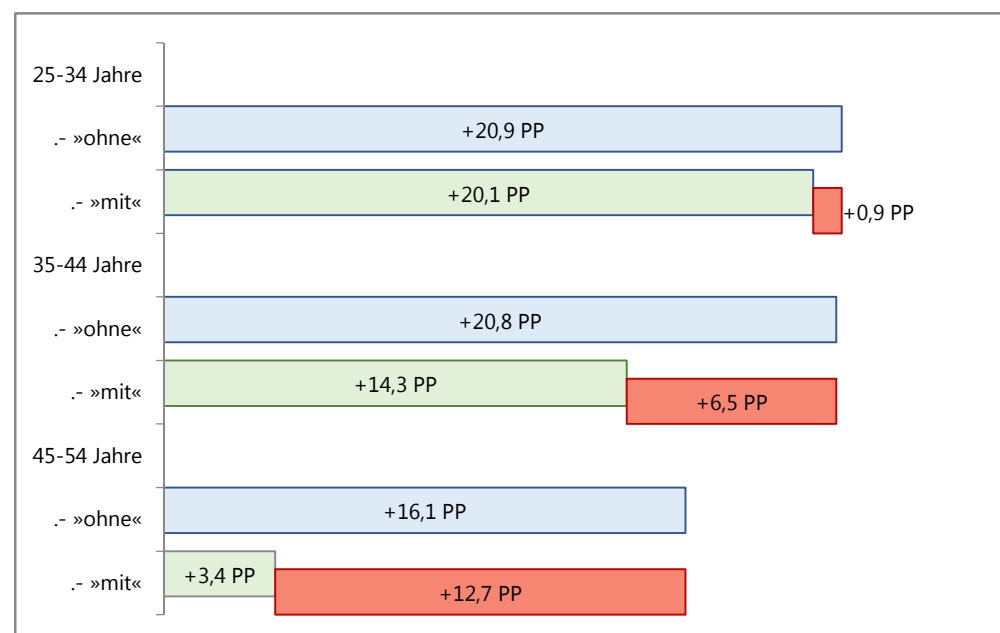 25-34 Jahre
.- »ohne«
+20,9 PP
.- »mit«
+20,1 PP
+0,9 PP
35-44 Jahre
.- »ohne«
+20,8 PP
.- »mit«
+14,3 PP
+6,5 PP
45-54 Jahre
.- »ohne«
+16,1 PP
.- »mit«
+3,4 PP
+12,7 PP